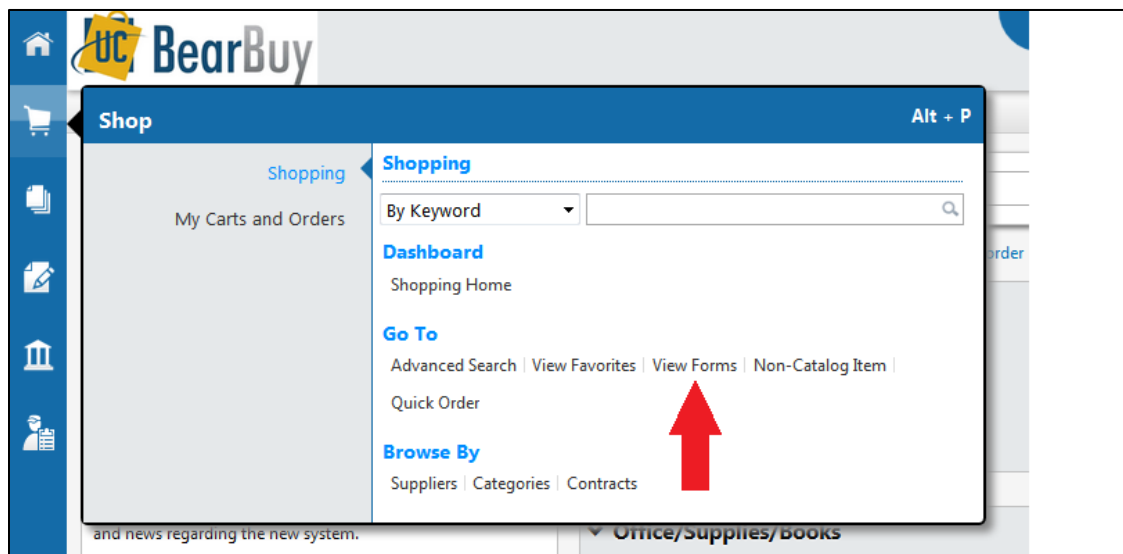 UC BearBuy
Shop Alt + P
Shopping
My Carts and Orders
Shopping
By Keyword
Dashboard
Shopping Home
Go To
Advanced Search | View Favorites | View Forms | Non-Catalog Item |
Quick Order
Browse By
Suppliers | Categories | Contracts
order
and news regarding the new system.
Office/Supplies/Books